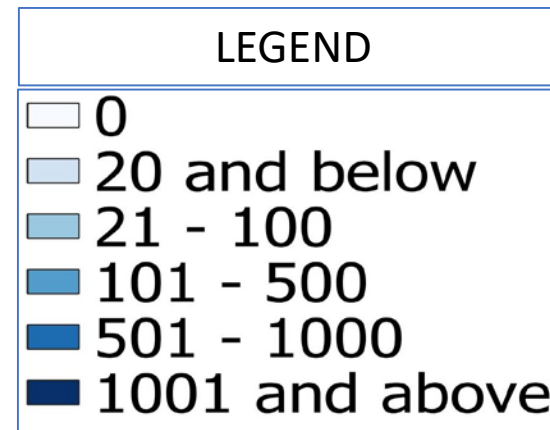 LEGEND
0
20 and below
21 - 100
101 - 500
501 - 1000
1001 and above